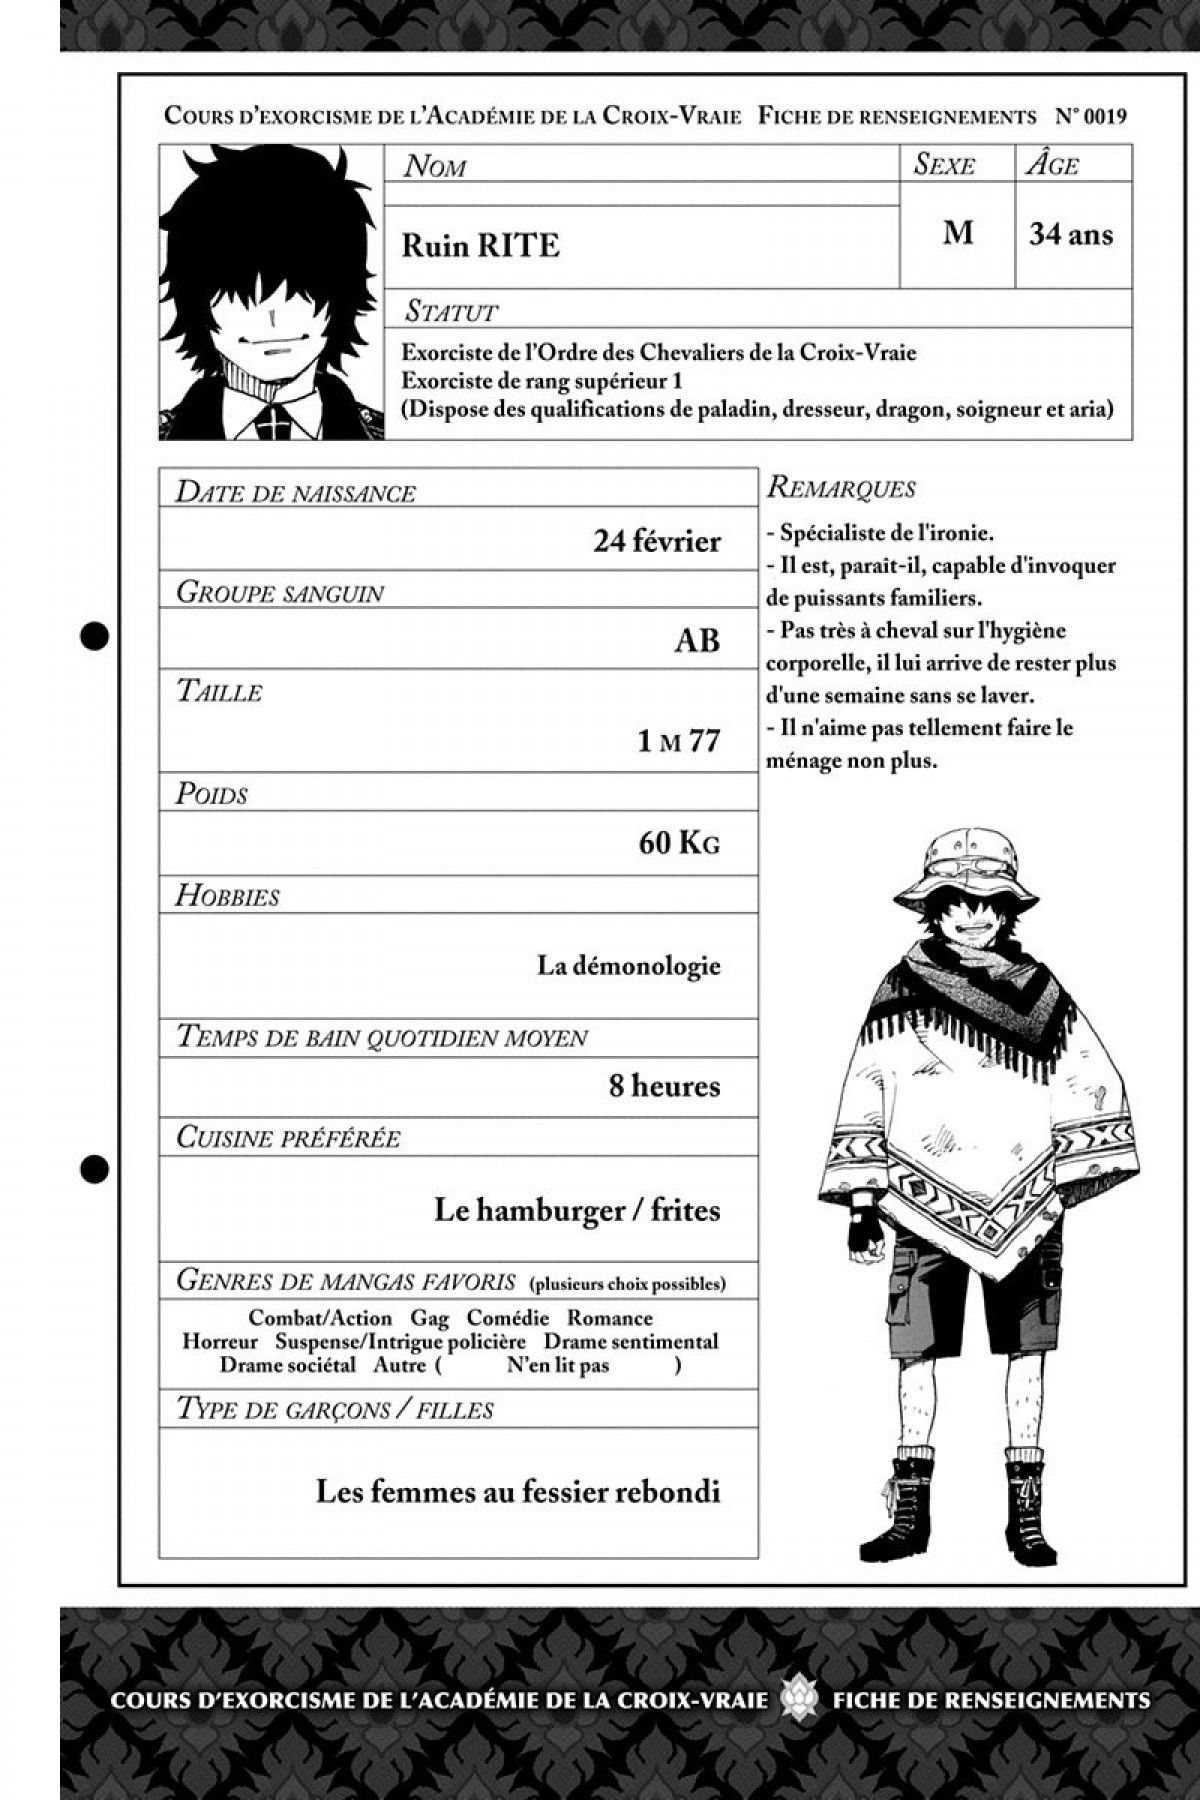 COURS D'EXORCISME DE L'ACADÉMIE DE LA CROIX-VRAIE FICHE DE RENSEIGNEMENTS N° 0019
NOM
SEXE
ÂGE
Ruin RITE
M
34 ans
STATUT
Exorciste de l'Ordre des Chevaliers de la Croix-Vraie
Exorciste de rang supérieur 1
(Dispose des qualifications de paladin, dresseur, dragon, soigneur et aria)
DATE DE NAISSANCE
24 février
GROUPE SANGUIN
AB
TAILLE
1 M 77
POIDS
60 KG
HOBBIES
La démonologie
TEMPS DE BAIN QUOTIDIEN MOYEN
8 heures
CUISINE PRÉFÉRÉE
Le hamburger / frites
GENRES DE MANGAS FAVORIS (plusieurs choix possibles)
Combat/Action Gag Comédie Romance
Horreur Suspense/Intrigue policière Drame sentimental
Drame sociétal Autre ( N'en lit pas )
TYPE DE GARÇONS / FILLES
Les femmes au fessier rebondi
REMARQUES
- Spécialiste de l'ironie.
- Il est, paraît-il, capable d'invoquer
de puissants familiers.
- Pas très à cheval sur l'hygiène
corporelle, il lui arrive de rester plus
d'une semaine sans se laver.
- Il n'aime pas tellement faire le
ménage non plus.
COURS D'EXORCISME DE L'ACADÉMIE DE LA CROIX-VRAIE FICHE DE RENSEIGNEMENTS